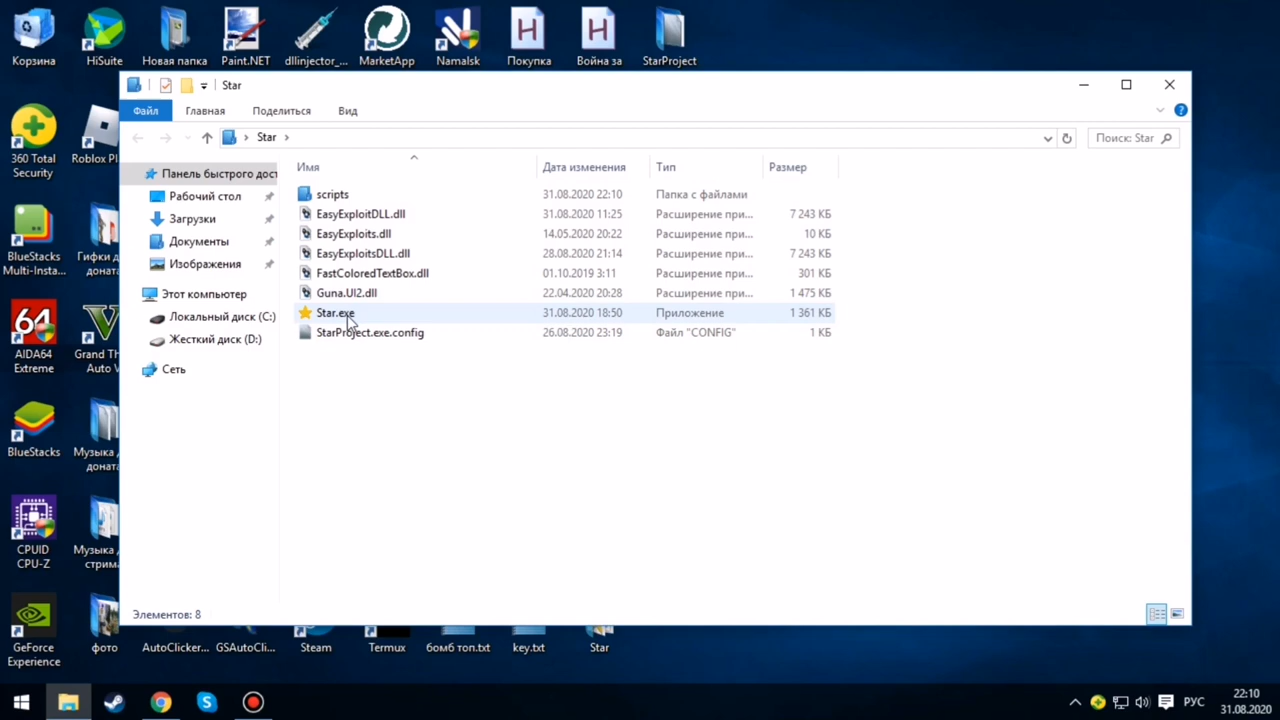 Корзина
HiSuite
Новая папка
Paint.NET
dllinjector_...
MarketApp
Namalsk
Покупка
Война за
StarProject
Star
Файл
Главная
Поделиться
Вид
Star
Поиск: Star
Имя
Дата изменения
Тип
Размер
Панель быстрого дост
Рабочий стол
Загрузки
Документы
Изображения
Этот компьютер
Локальный диск (C:)
Жесткий диск (D:)
Сеть
scripts 31.08.2020 22:10 Папка с файлами
EasyExploitDLL.dll 31.08.2020 11:25 Расширение при... 7 243 КБ
EasyExploits.dll 14.05.2020 20:22 Расширение при... 10 КБ
EasyExploitsDLL.dll 28.08.2020 21:14 Расширение при... 7 243 КБ
FastColoredTextBox.dll 01.10.2019 3:11 Расширение при... 301 КБ
Guna.UI2.dll 22.04.2020 20:28 Расширение при... 1 475 КБ
Star.exe 31.08.2020 18:50 Приложение 1 361 КБ
StarProject.exe.config 26.08.2020 23:19 Файл "CONFIG" 1 КБ
Элементов: 8
360 Total
Security
Roblox Pl
BlueStacks
Multi-Insta...
Гифки д
донат
64
AIDA64
Extreme
Grand Th
Auto V
BlueStacks
Музыка д
доната
CPUID
CPU-Z
Музыка д
стрима
GeForce
Experience
фото
AutoClicker...
GSAutoCli...
Steam
Termux
бомб топ.txt
key.txt
Star
РУС
22:10
31.08.2020